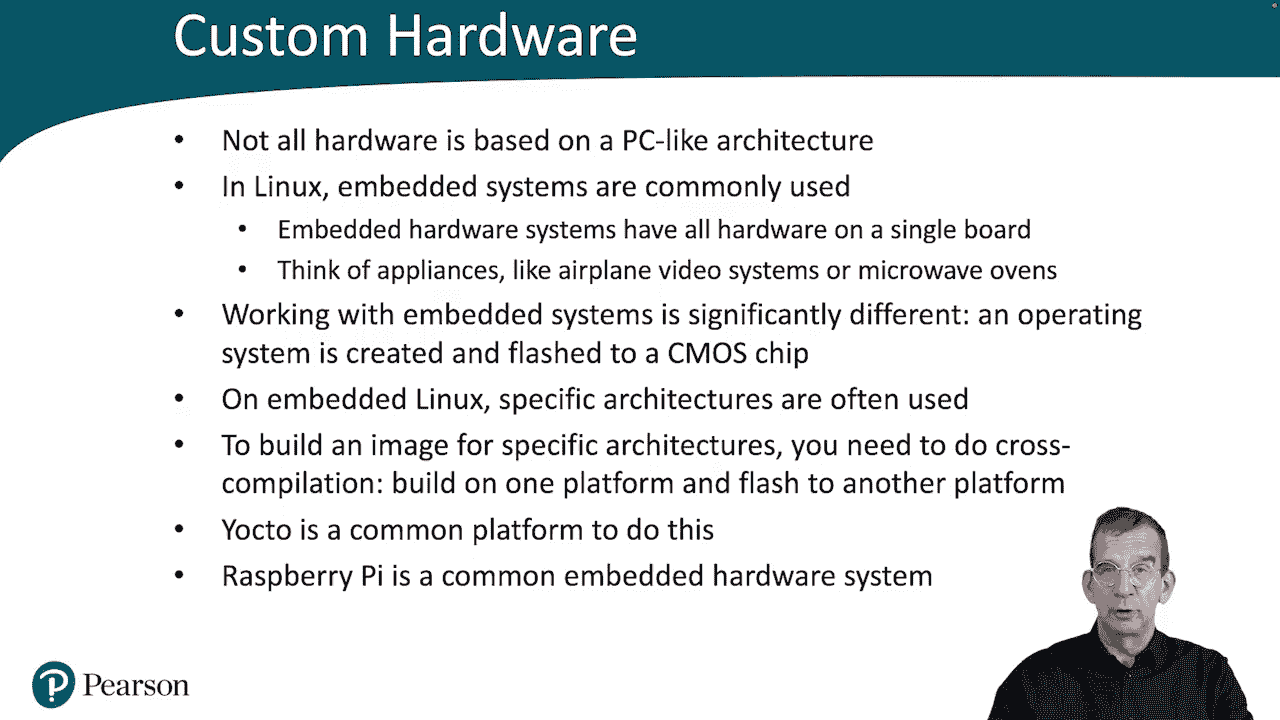 Custom Hardware
• Not all hardware is based on a PC-like architecture
• In Linux, embedded systems are commonly used
• Embedded hardware systems have all hardware on a single board
• Think of appliances, like airplane video systems or microwave ovens
• Working with embedded systems is significantly different: an operating
system is created and flashed to a CMOS chip
• On embedded Linux, specific architectures are often used
• To build an image for specific architectures, you need to do cross-
compilation: build on one platform and flash to another platform
• Yocto is a common platform to do this
• Raspberry Pi is a common embedded hardware system
P Pearson